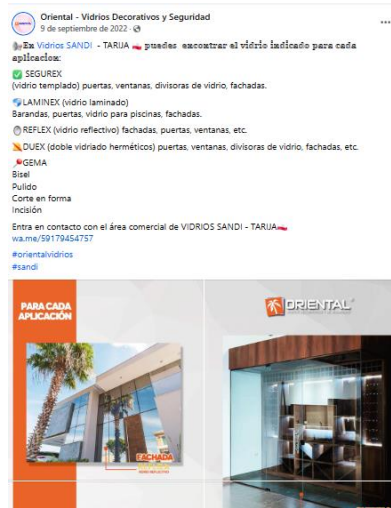 Oriental - Vidrios Decorativos y Seguridad
9 de septiembre de 2022 ·
En Vidrios SANDI - TARIJA puedes encontrar el vidrio indicado para cada
aplicacion:
SEGUREX
(vidrio templado) puertas, ventanas, divisoras de vidrio, fachadas.
LAMINEX (vidrio laminado)
Barandas, puertas, vidrio para piscinas, fachadas.
REFLEX (vidrio reflectivo) fachadas, puertas, ventanas, etc.
DUEX (doble vidriado herméticos) puertas, ventanas, divisoras de vidrio, fachadas, etc.
GEMA
Bisel
Pulido
Corte en forma
Incisión
Entra en contacto con el área comercial de VIDRIOS SANDI - TARIJA
wa.me/59179454757
#orientalvidrios
#sandi
PARA CADA
APLICACIÓN
ORIENTAL
FACHADA